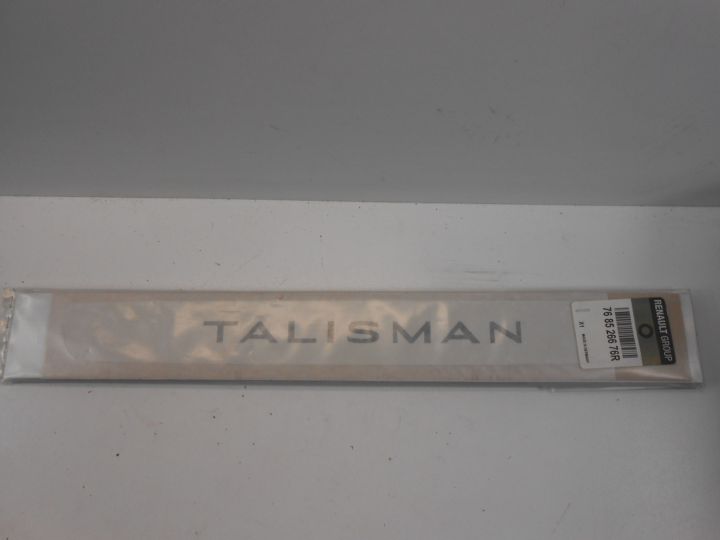 TALISMAN
RENAULT GROUP
76 85 266 76R
X1